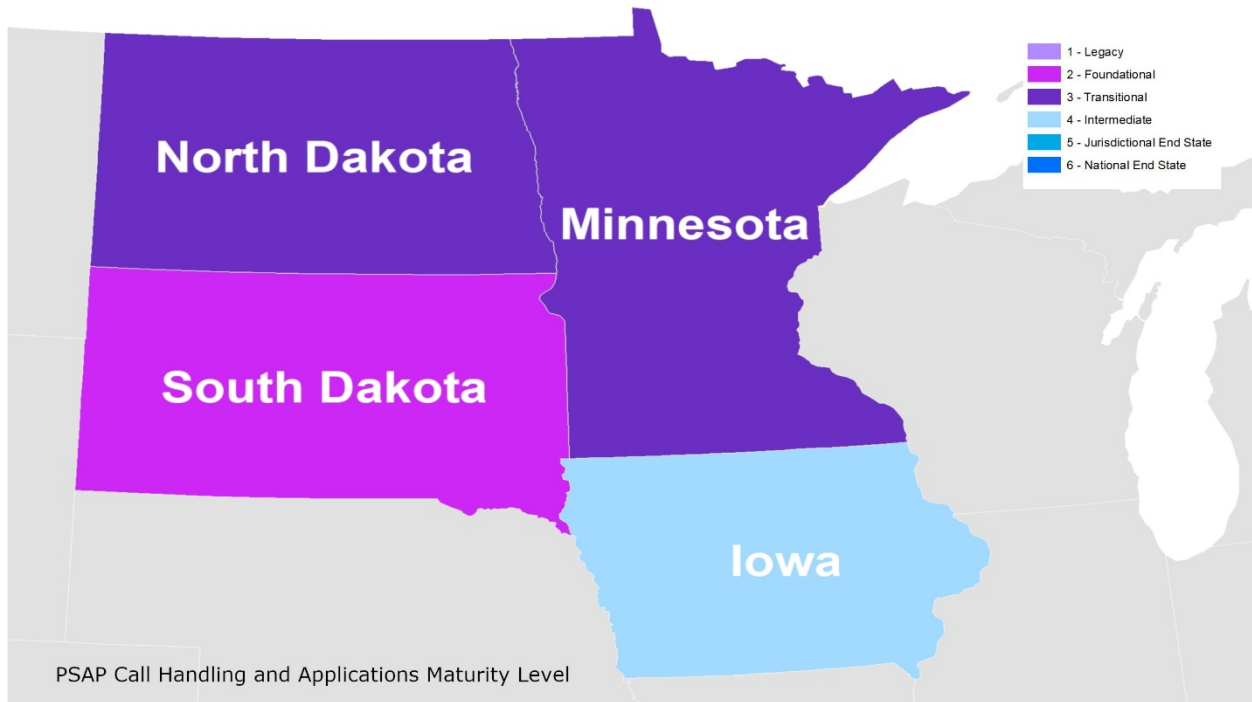 1 - Legacy
2 - Foundational
3 - Transitional
4 - Intermediate
5 - Jurisdictional End State
6 - National End State
North Dakota
Minnesota
South Dakota
Iowa
PSAP Call Handling and Applications Maturity Level